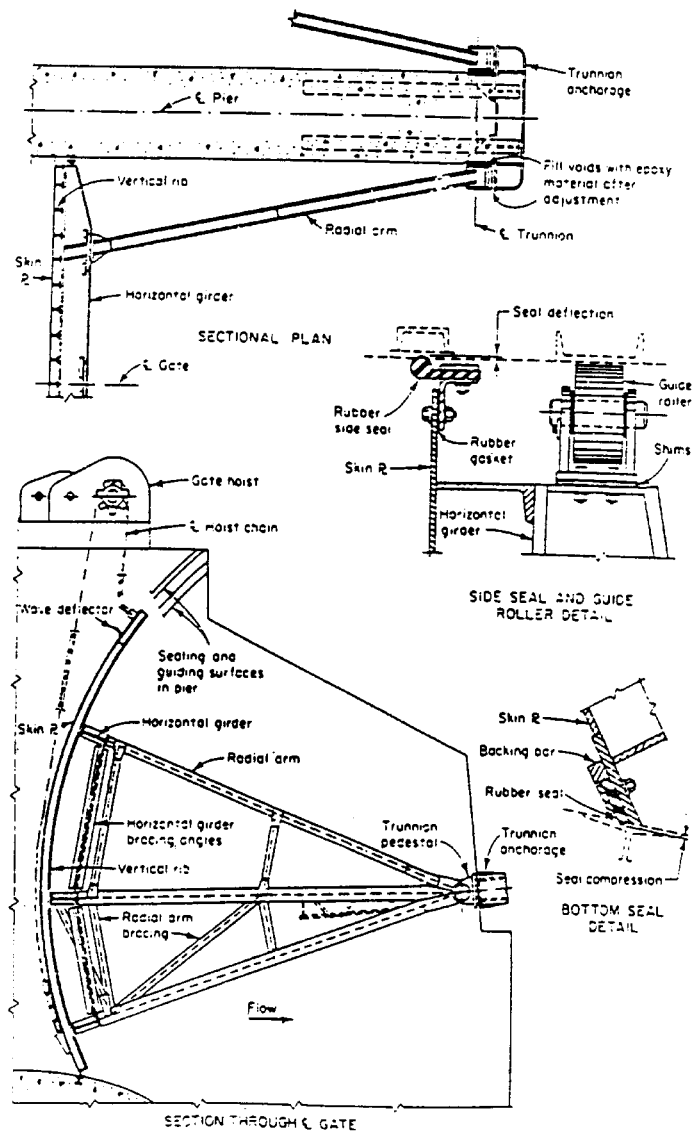 Trunnion
anchorage
℄ Pier
Vertical rib
Fill voids with epoxy
material after
adjustment
Radial arm
℄ Trunnion
Skin
℞
Horizontal girder
SECTIONAL PLAN
℄ Gate
Seal deflection
Guide
roller
Rubber
side seal
Rubber
gasket
Skin ℞
Shims
Horizontal
girder
SIDE SEAL AND GUIDE
ROLLER DETAIL
Gate hoist
℄ Hoist chain
Wave deflector
Sealing and
guiding surfaces
in pier
Skin ℞
Horizontal girder
Radial arm
Horizontal girder
bracing angles
Trunnion
pedestal
Trunnion
anchorage
Vertical rib
Radial arm
bracing
Flow
SECTION THROUGH ℄ GATE
Skin ℞
Backing bar
Rubber seal
Seal compression
BOTTOM SEAL
DETAIL